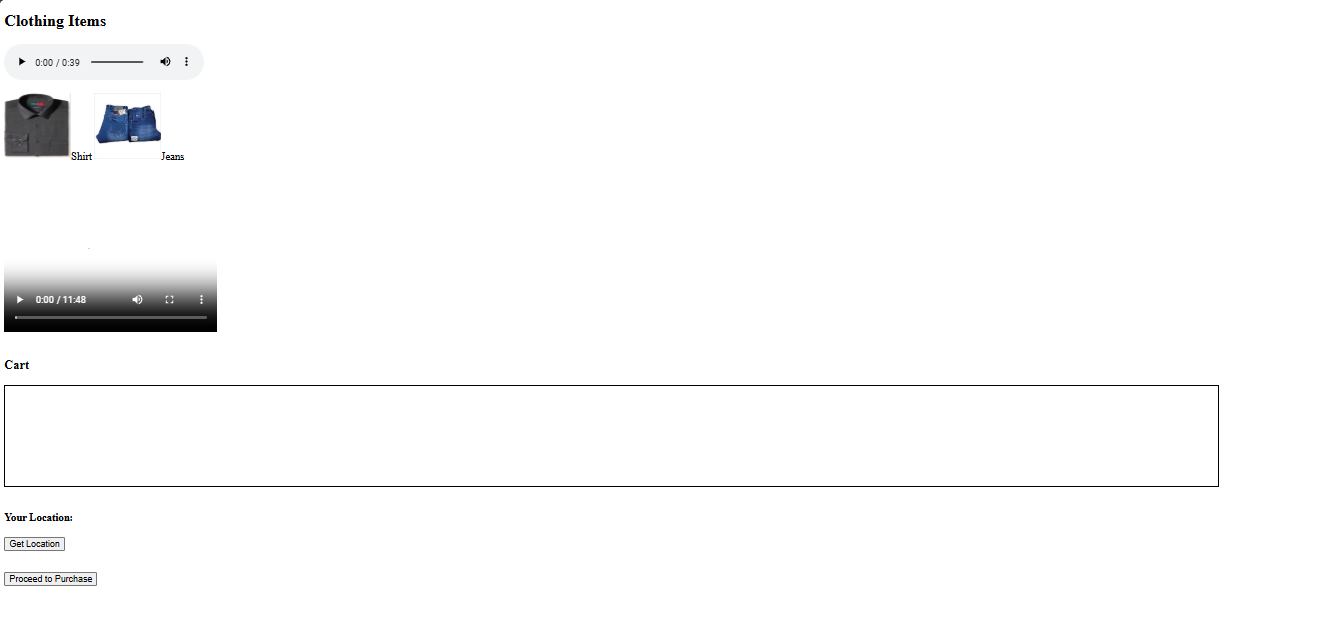 Clothing Items
0:00 / 0:39
Shirt Jeans
0:00 / 11:48
Cart
Your Location:
Get Location
Proceed to Purchase